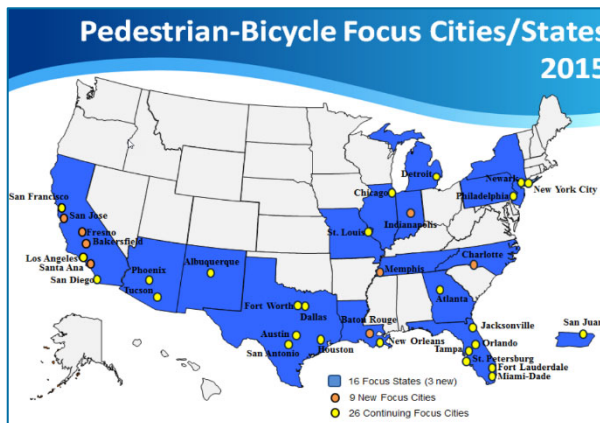 Pedestrian-Bicycle Focus Cities/States
2015
San Francisco
San Jose
Fresno
Bakersfield
Los Angeles
Santa Ana
San Diego
Phoenix
Tucson
Albuquerque
Fort Worth
Dallas
Austin
San Antonio
Houston
Baton Rouge
New Orleans
St. Louis
Chicago
Detroit
Indianapolis
Memphis
Charlotte
Atlanta
Newark
New York City
Philadelphia
Jacksonville
Orlando
Tampa
St. Petersburg
Fort Lauderdale
Miami-Dade
San Juan
16 Focus States (3 new)
9 New Focus Cities
26 Continuing Focus Cities